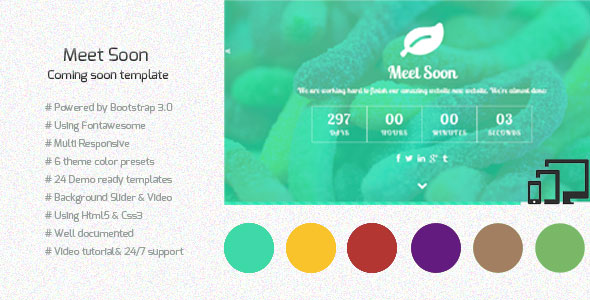 Meet Soon
Coming soon template
# Powered by Bootstrap 3.0
# Using Fontawesome
# Multi Responsive
# 6 theme color presets
# 24 Demo ready templates
# Background Slider & Video
# Using Html5 & Css3
# Well documented
# Video tutorial& 24/7 support
Meet Soon
We are working hard to finish our amazing website new website. We're almost done.
297 00 00 03
DAYS HOURS MINUTES SECONDS